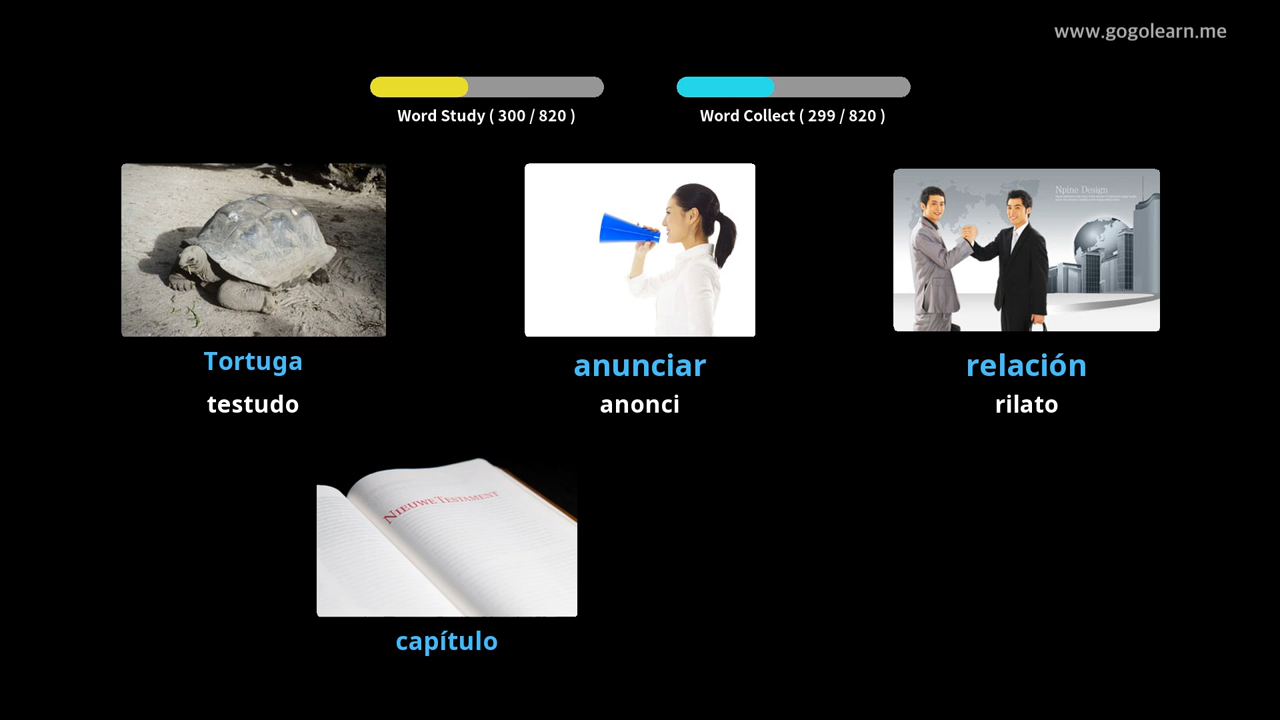 www.gogolearn.me
Word Study ( 300 / 820 )
Word Collect ( 299 / 820 )
Npine Design
Tortuga
anunciar
relación
testudo
anonci
rilato
NIEUWE TESTAMENT
capítulo